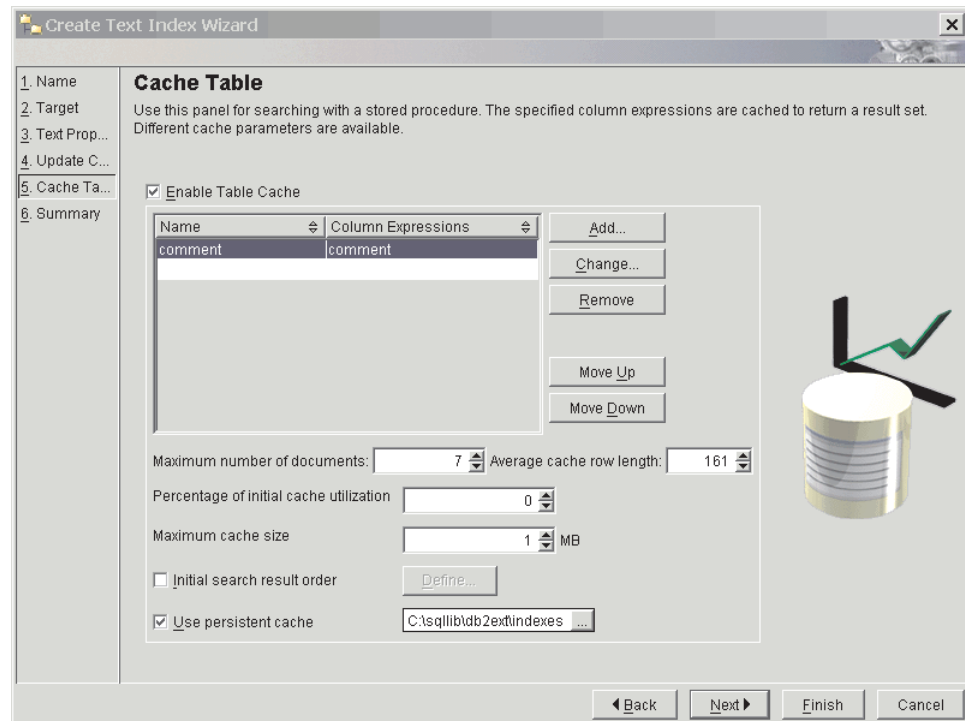 Create Text Index Wizard
1. Name
2. Target
3. Text Prop...
4. Update C...
5. Cache Ta...
6. Summary
Cache Table
Use this panel for searching with a stored procedure. The specified column expressions are cached to return a result set.
Different cache parameters are available.
Enable Table Cache
Name Column Expressions
comment comment
Add...
Change...
Remove
Move Up
Move Down
Maximum number of documents: 7 Average cache row length: 161
Percentage of initial cache utilization 0
Maximum cache size 1 MB
Initial search result order Define...
Use persistent cache C:\sqllib\db2ext\indexes ...
Back Next Finish Cancel